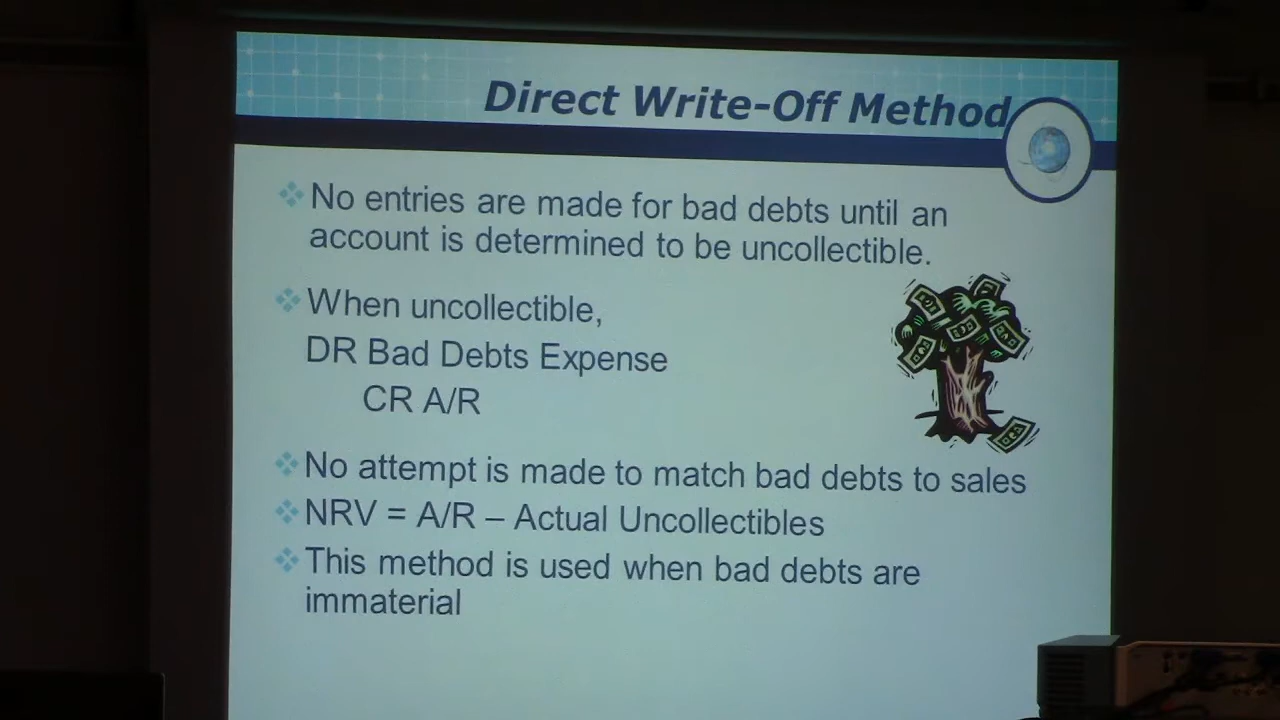 Direct Write-Off Method
No entries are made for bad debts until an
account is determined to be uncollectible.
When uncollectible,
DR Bad Debts Expense
CR A/R
No attempt is made to match bad debts to sales
NRV = A/R – Actual Uncollectibles
This method is used when bad debts are
immaterial